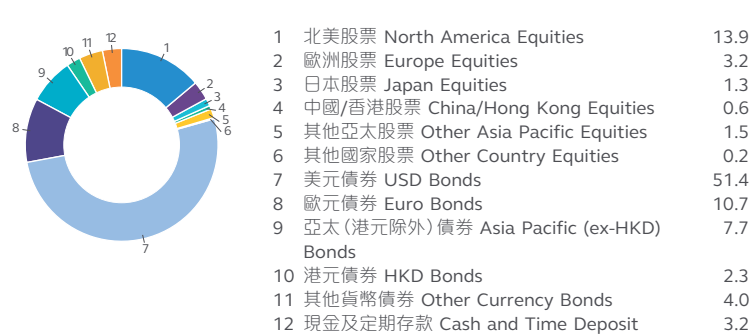 1 北美股票 North America Equities 13.9
2 歐洲股票 Europe Equities 3.2
3 日本股票 Japan Equities 1.3
4 中國/香港股票 China/Hong Kong Equities 0.6
5 其他亞太股票 Other Asia Pacific Equities 1.5
6 其他國家股票 Other Country Equities 0.2
7 美元債券 USD Bonds 51.4
8 歐元債券 Euro Bonds 10.7
9 亞太（港元除外）債券 Asia Pacific (ex-HKD) 7.7
Bonds
10 港元債券 HKD Bonds 2.3
11 其他貨幣債券 Other Currency Bonds 4.0
12 現金及定期存款 Cash and Time Deposit 3.2
1
2
3
4
5
6
7
8
9
10
11
12